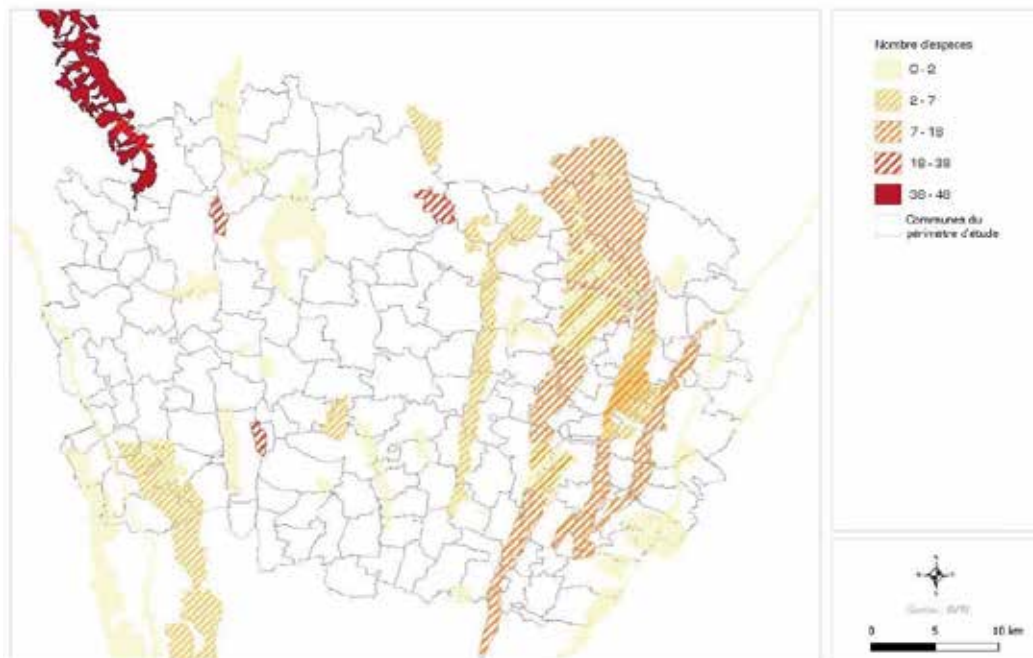 Nombre d'espèces
0 - 2
2 - 7
7 - 18
18 - 38
38 - 48
Communes du
périmètre d'étude
0 5 10 km